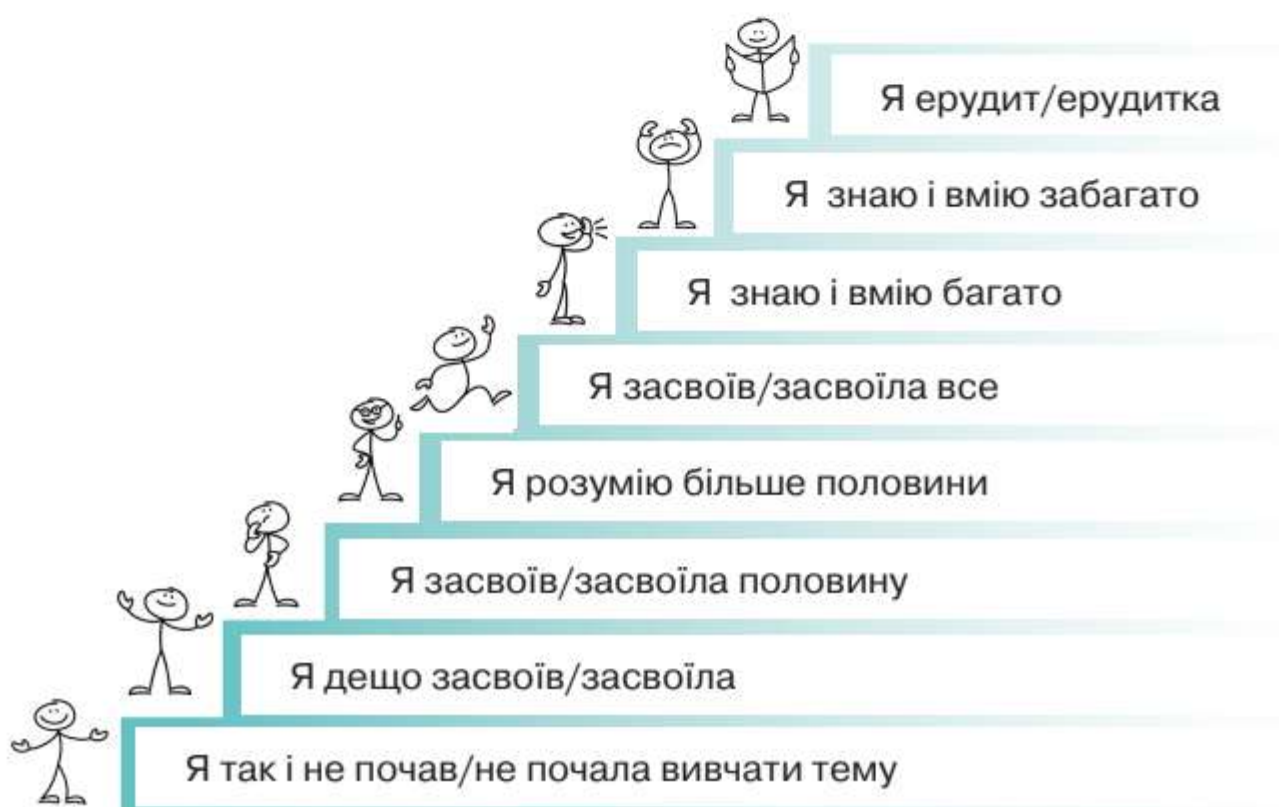 Я ерудит/ерудитка
Я знаю і вмію забагато
Я знаю і вмію багато
Я засвоїв/засвоїла все
Я розумію більше половини
Я засвоїв/засвоїла половину
Я дещо засвоїв/засвоїла
Я так і не почав/не почала вивчати тему